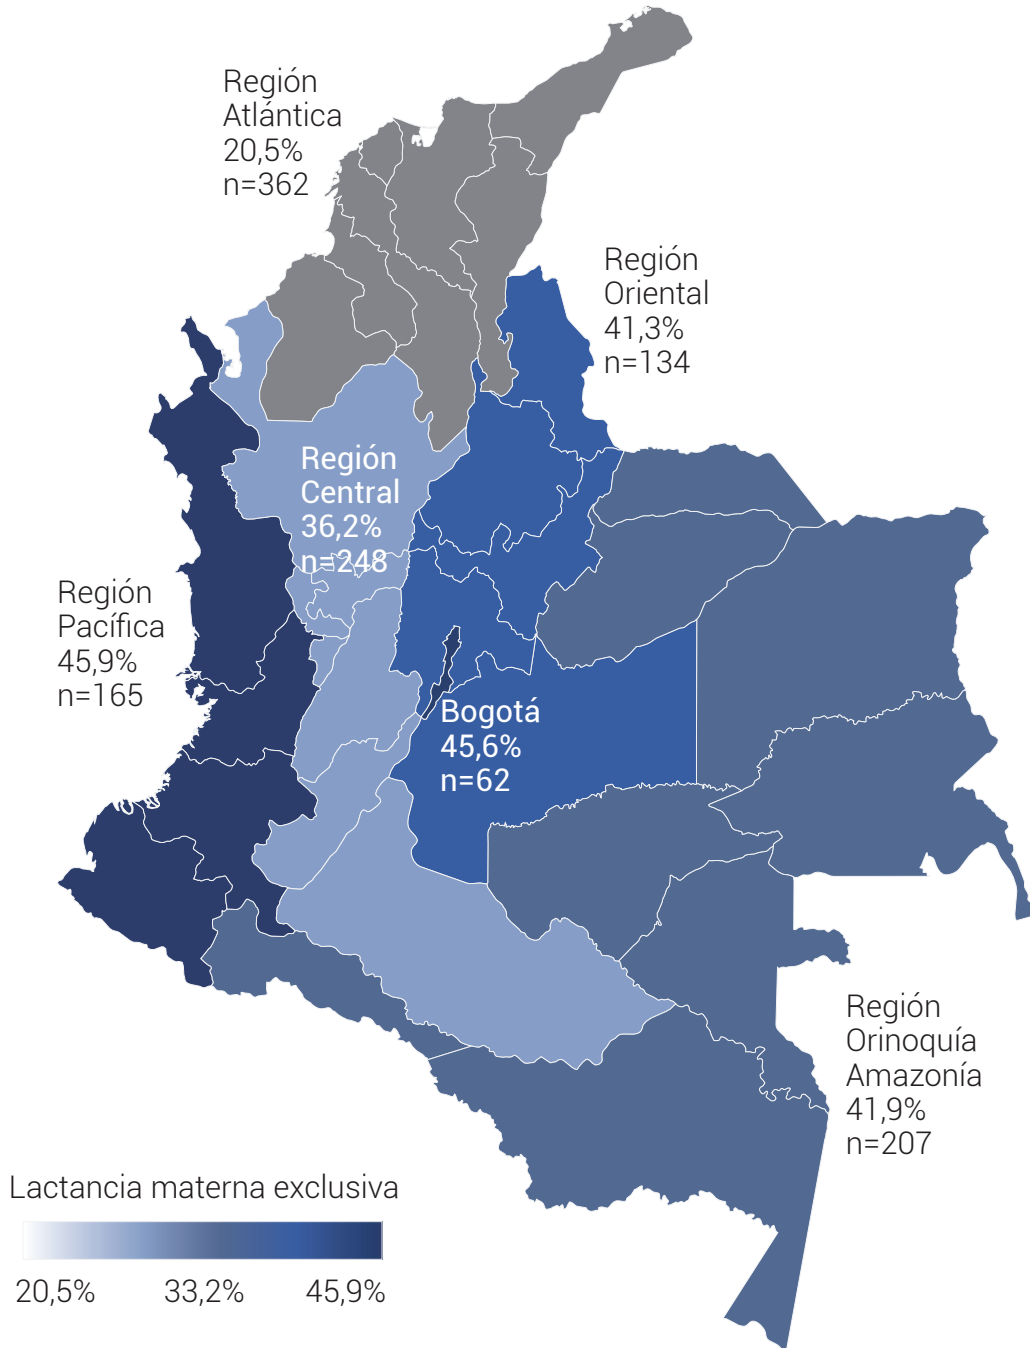 Región
Atlántica
20,5%
n=362
Región
Oriental
41,3%
n=134
Región
Central
36,2%
n=248
Región
Pacífica
45,9%
n=165
Bogotá
45,6%
n=62
Región
Orinoquía
Amazonía
41,9%
n=207
Lactancia materna exclusiva
20,5% 33,2% 45,9%